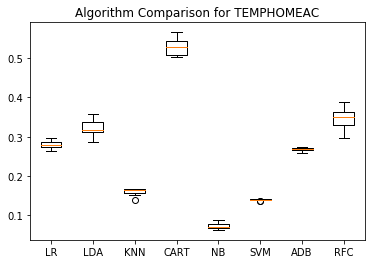 Algorithm Comparison for TEMPHOMEAC
0.5
0.4
0.3
0.2
0.1
LR LDA KNN CART NB SVM ADB RFC